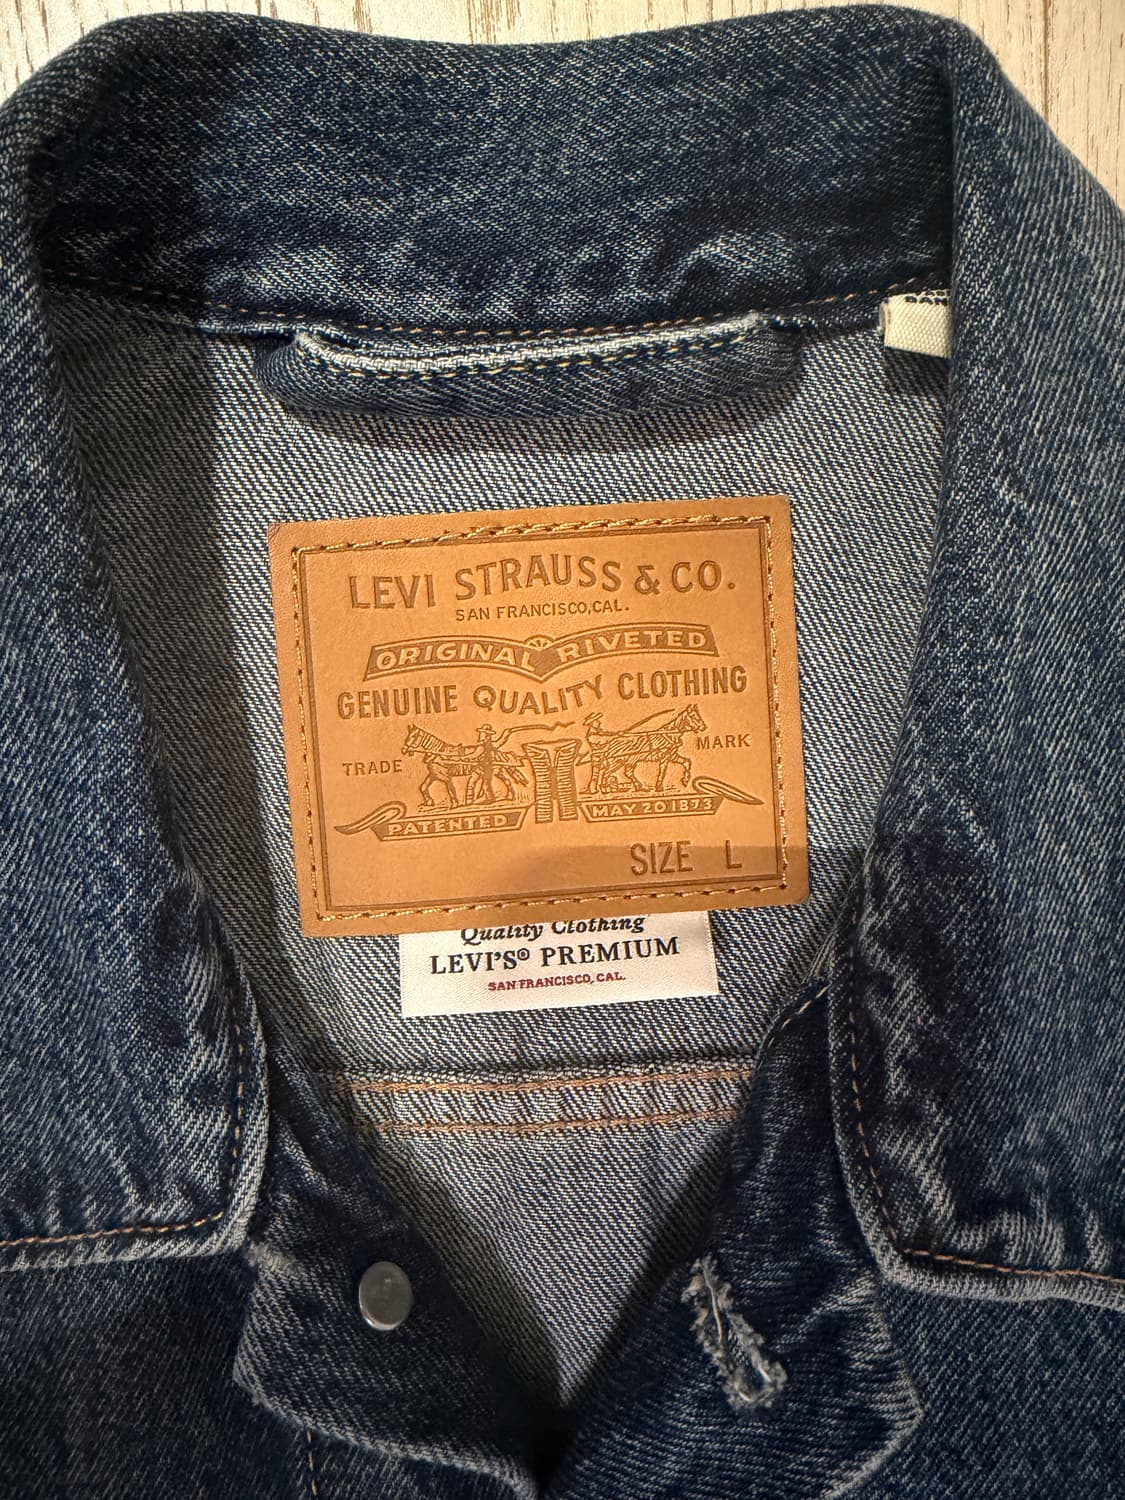 LEVI STRAUSS & CO.
SAN FRANCISCO, CAL.
ORIGINAL RIVETED
GENUINE QUALITY CLOTHING
TRADE MARK
PATENTED MAY 20 1873
SIZE L
Quality Clothing
LEVI'S® PREMIUM
SAN FRANCISCO, CAL.